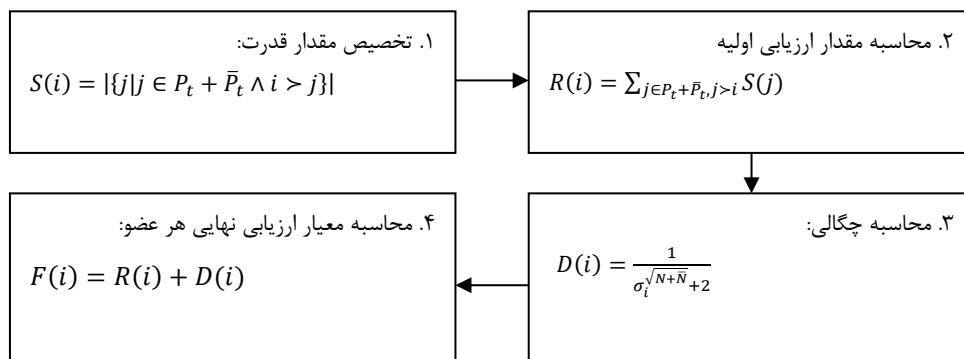 ۱. تخصیص مقدار قدرت:
S(i) = |{j|j ∈ P_t + P̄_t ∧ i ≻ j}|
۲. محاسبه مقدار ارزیابی اولیه
R(i) = ∑_{j∈P_t+P̄_t, j≻i} S(j)
۳. محاسبه چگالی:
D(i) = 1 / (σ_i^{√(N+N̄)} + 2)
۴. محاسبه معیار ارزیابی نهایی هر عضو:
F(i) = R(i) + D(i)